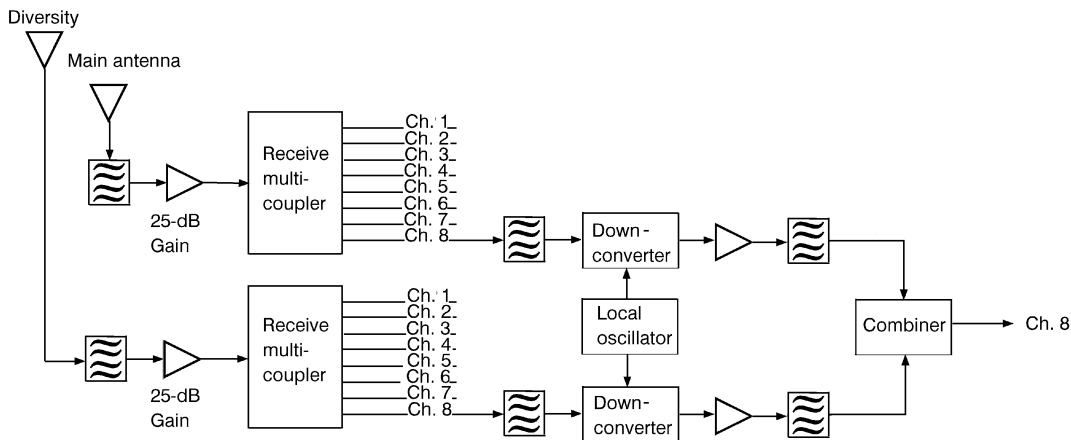 Diversity
Main antenna
25-dB
Gain
Receive
multi-
coupler
Ch. 1
Ch. 2
Ch. 3
Ch. 4
Ch. 5
Ch. 6
Ch. 7
Ch. 8
Down-
converter
Local
oscillator
Combiner
Ch. 8
25-dB
Gain
Receive
multi-
coupler
Ch. 1
Ch. 2
Ch. 3
Ch. 4
Ch. 5
Ch. 6
Ch. 7
Ch. 8
Down-
converter